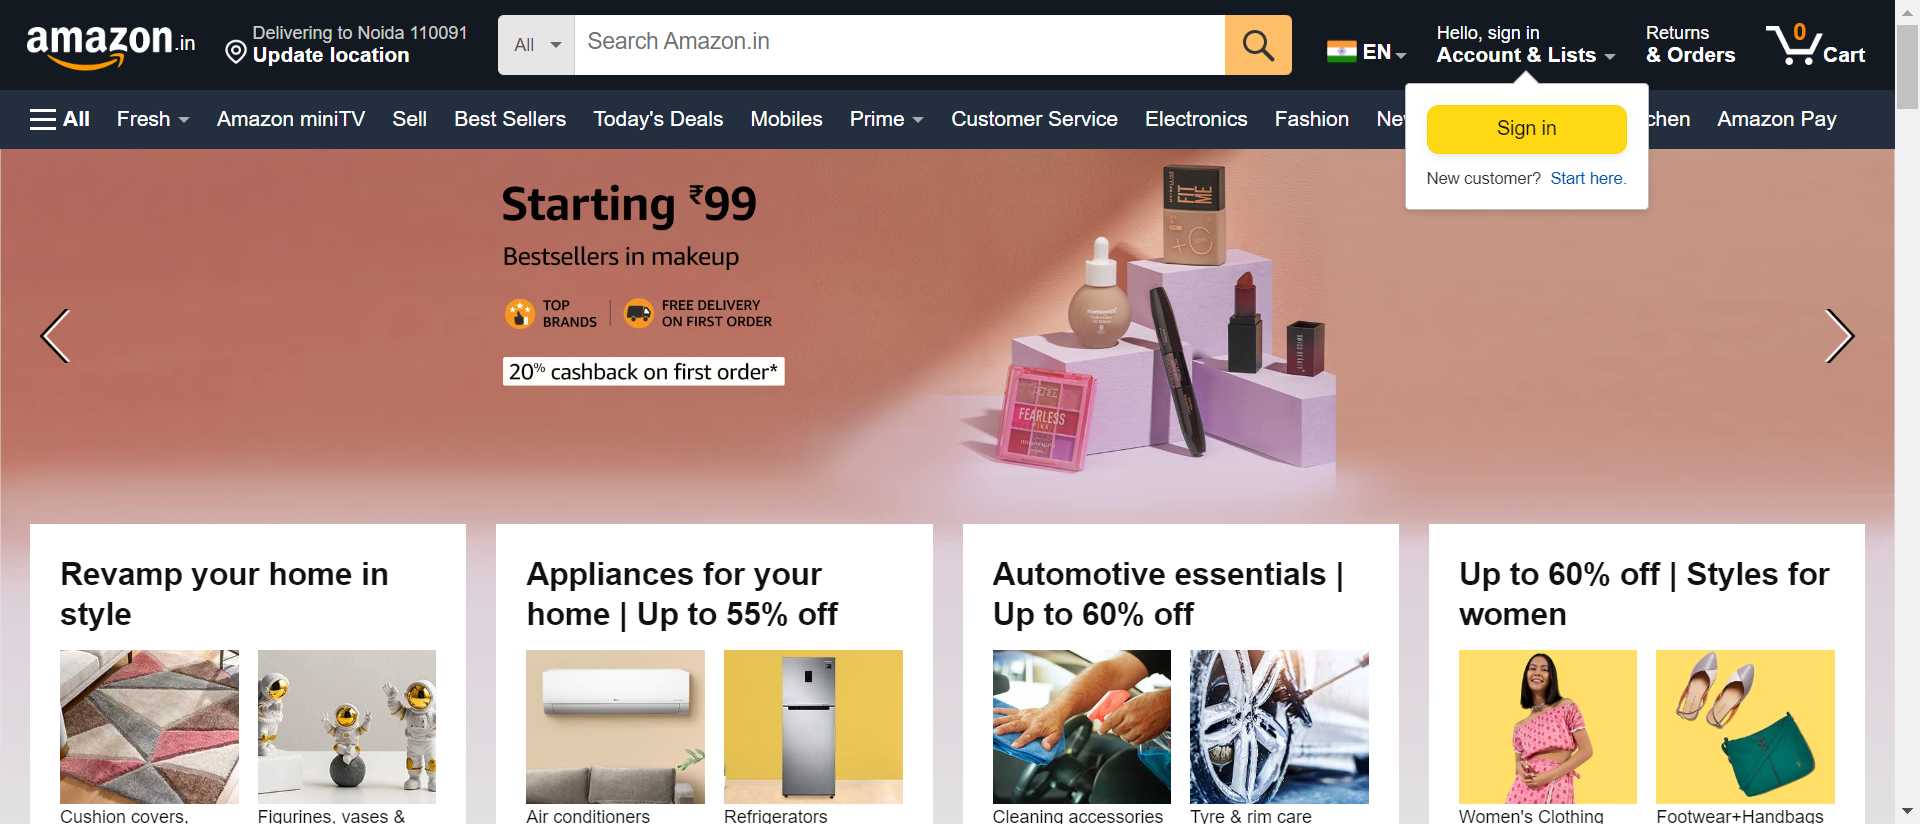 amazon.in
Delivering to Noida 110091
Update location
All
Search Amazon.in
EN
Hello, sign in
Account & Lists
Returns
& Orders
0
Cart
All
Fresh
Amazon miniTV
Sell
Best Sellers
Today's Deals
Mobiles
Prime
Customer Service
Electronics
Fashion
Amazon Pay
Sign in
New customer? Start here.
Starting ₹99
Bestsellers in makeup
TOP
BRANDS
FREE DELIVERY
ON FIRST ORDER
20% cashback on first order*
FIT
ME
FEARLESS
PINK
Revamp your home in
style
Appliances for your
home | Up to 55% off
Automotive essentials |
Up to 60% off
Up to 60% off | Styles for
women
Cushion covers,
Figurines, vases &
Air conditioners
Refrigerators
Cleaning accessories
Tyre & rim care
Women's Clothing
Footwear+Handbags